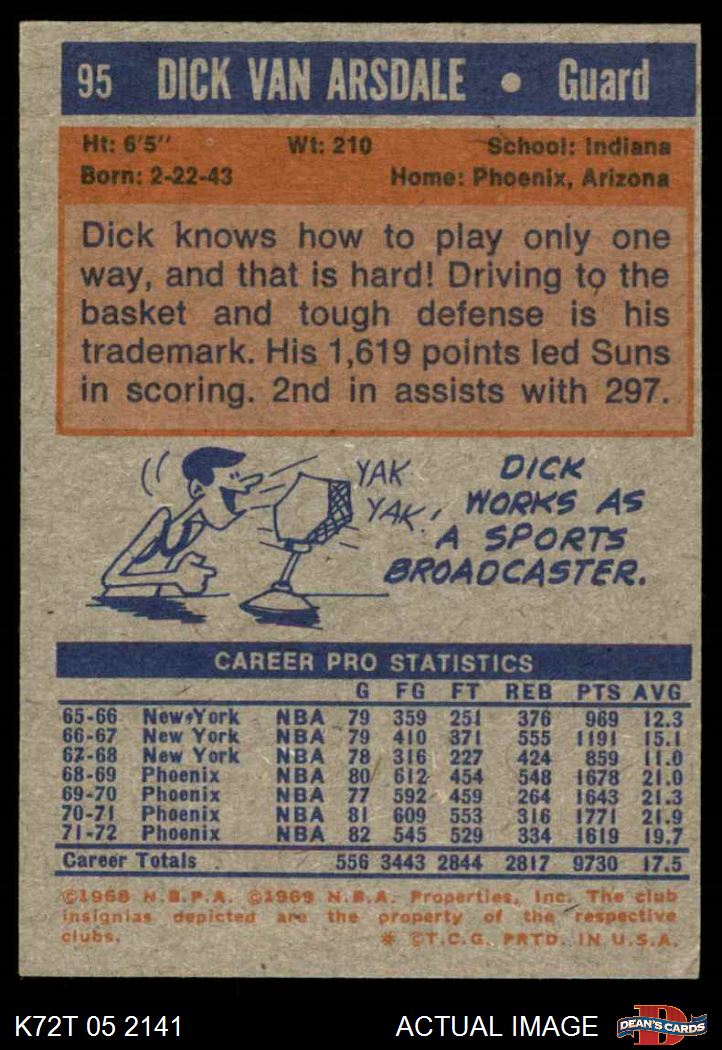 95 DICK VAN ARSDALE • Guard
Ht: 6'5'' Wt: 210 School: Indiana
Born: 2-22-43 Home: Phoenix, Arizona
Dick knows how to play only one
way, and that is hard! Driving to the
basket and tough defense is his
trademark. His 1,619 points led Suns
in scoring. 2nd in assists with 297.
YAK
YAK!
DICK
WORKS AS
A SPORTS
BROADCASTER.
CAREER PRO STATISTICS
G FG FT REB PTS AVG
65-66 New York NBA 79 359 251 376 969 12.3
66-67 New York NBA 79 410 371 555 1191 15.1
67-68 New York NBA 78 316 227 424 859 11.0
68-69 Phoenix NBA 80 612 454 548 1678 21.0
69-70 Phoenix NBA 77 592 459 264 1643 21.3
70-71 Phoenix NBA 81 609 553 316 1771 21.9
71-72 Phoenix NBA 82 545 529 334 1619 19.7
Career Totals 556 3443 2844 2817 9730 17.5
©1968 N.B.P.A. ©1969 N.B.A. Properties, Inc. The club
insignias depicted are the property of the respective
clubs. * ©T.C.G. PRTD. IN U.S.A.
K72T 05 2141 ACTUAL IMAGE D DEAN'S CARDS